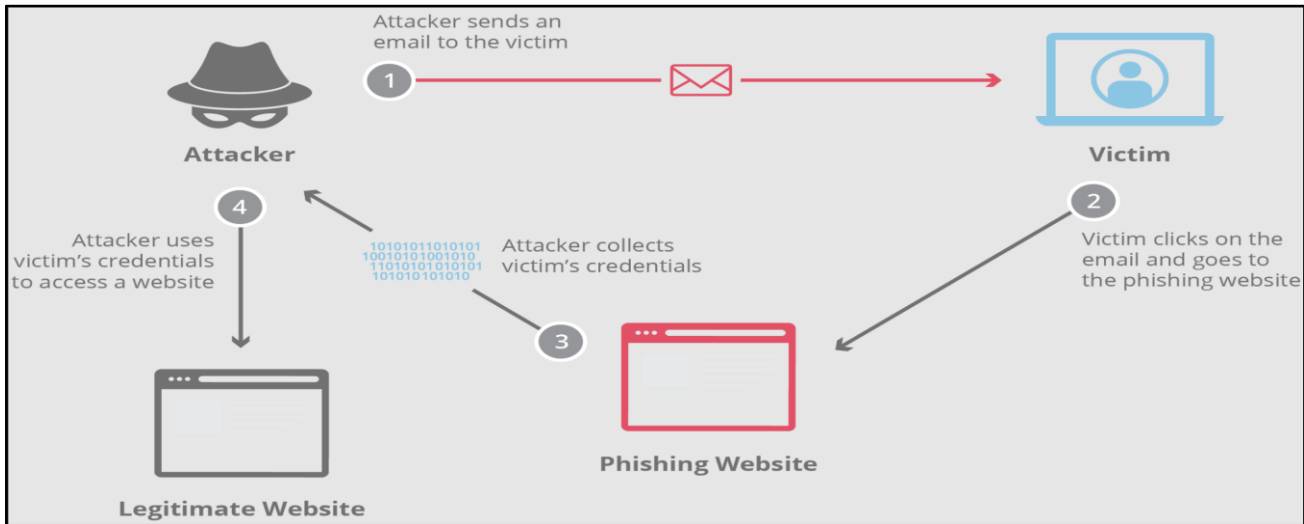 Attacker sends an
email to the victim
1
Attacker
Victim
4
Attacker uses
victim's credentials
to access a website
10101011010101
10010101001010
11010101010101
101010101010
Attacker collects
victim's credentials
2
Victim clicks on the
email and goes to
the phishing website
3
Phishing Website
Legitimate Website